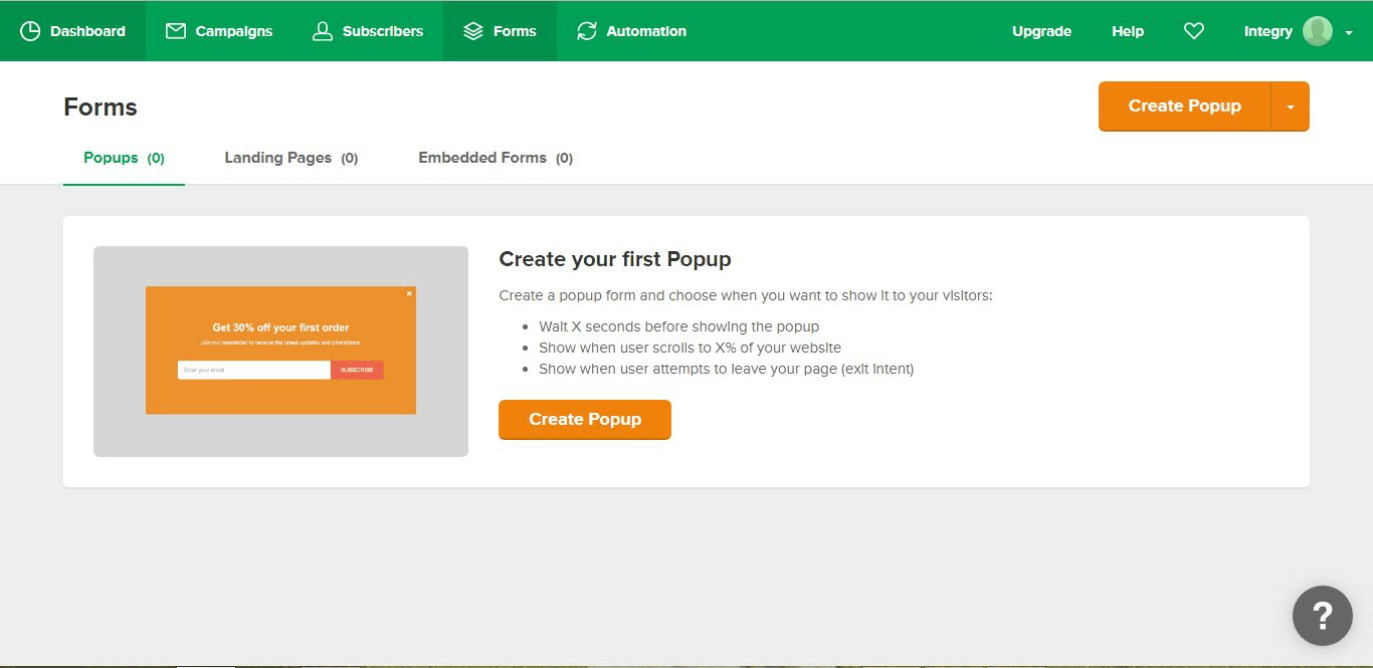 Dashboard Campaigns Subscribers Forms Automation Upgrade Help Integry
Forms
Create Popup
Popups (0) Landing Pages (0) Embedded Forms (0)
Create your first Popup
Create a popup form and choose when you want to show it to your visitors:
• Wait X seconds before showing the popup
• Show when user scrolls to X% of your website
• Show when user attempts to leave your page (exit intent)
Create Popup
Get 30% off your first order
Join our newsletter to receive the latest updates and promotions.
Enter your email SUBSCRIBE
?